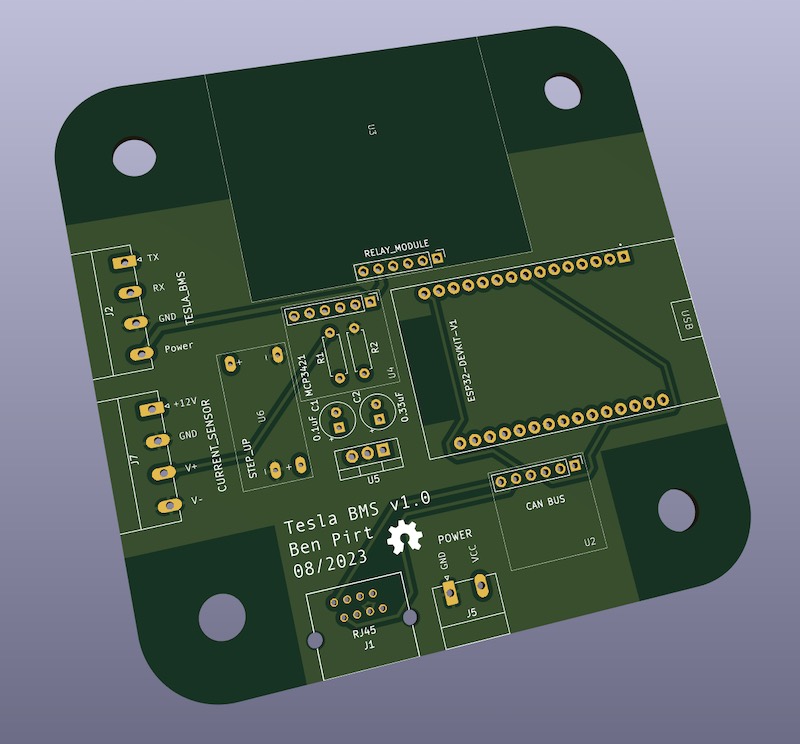 U3
RELAY_MODULE
TX
RX
GND
Power
J2
TESLA_BMS
USB
ESP32-DEVKIT-V1
MCP3421
R1
R2
U4
+
-
U6
STEP_UP
- +
+12V
GND
V+
V-
J7
CURRENT_SENSOR
0.1uF C1
+
C2
0.33uF
U5
CAN BUS
U2
Tesla BMS v1.0
Ben Pirt
08/2023
POWER
GND
VCC
J5
RJ45
J1